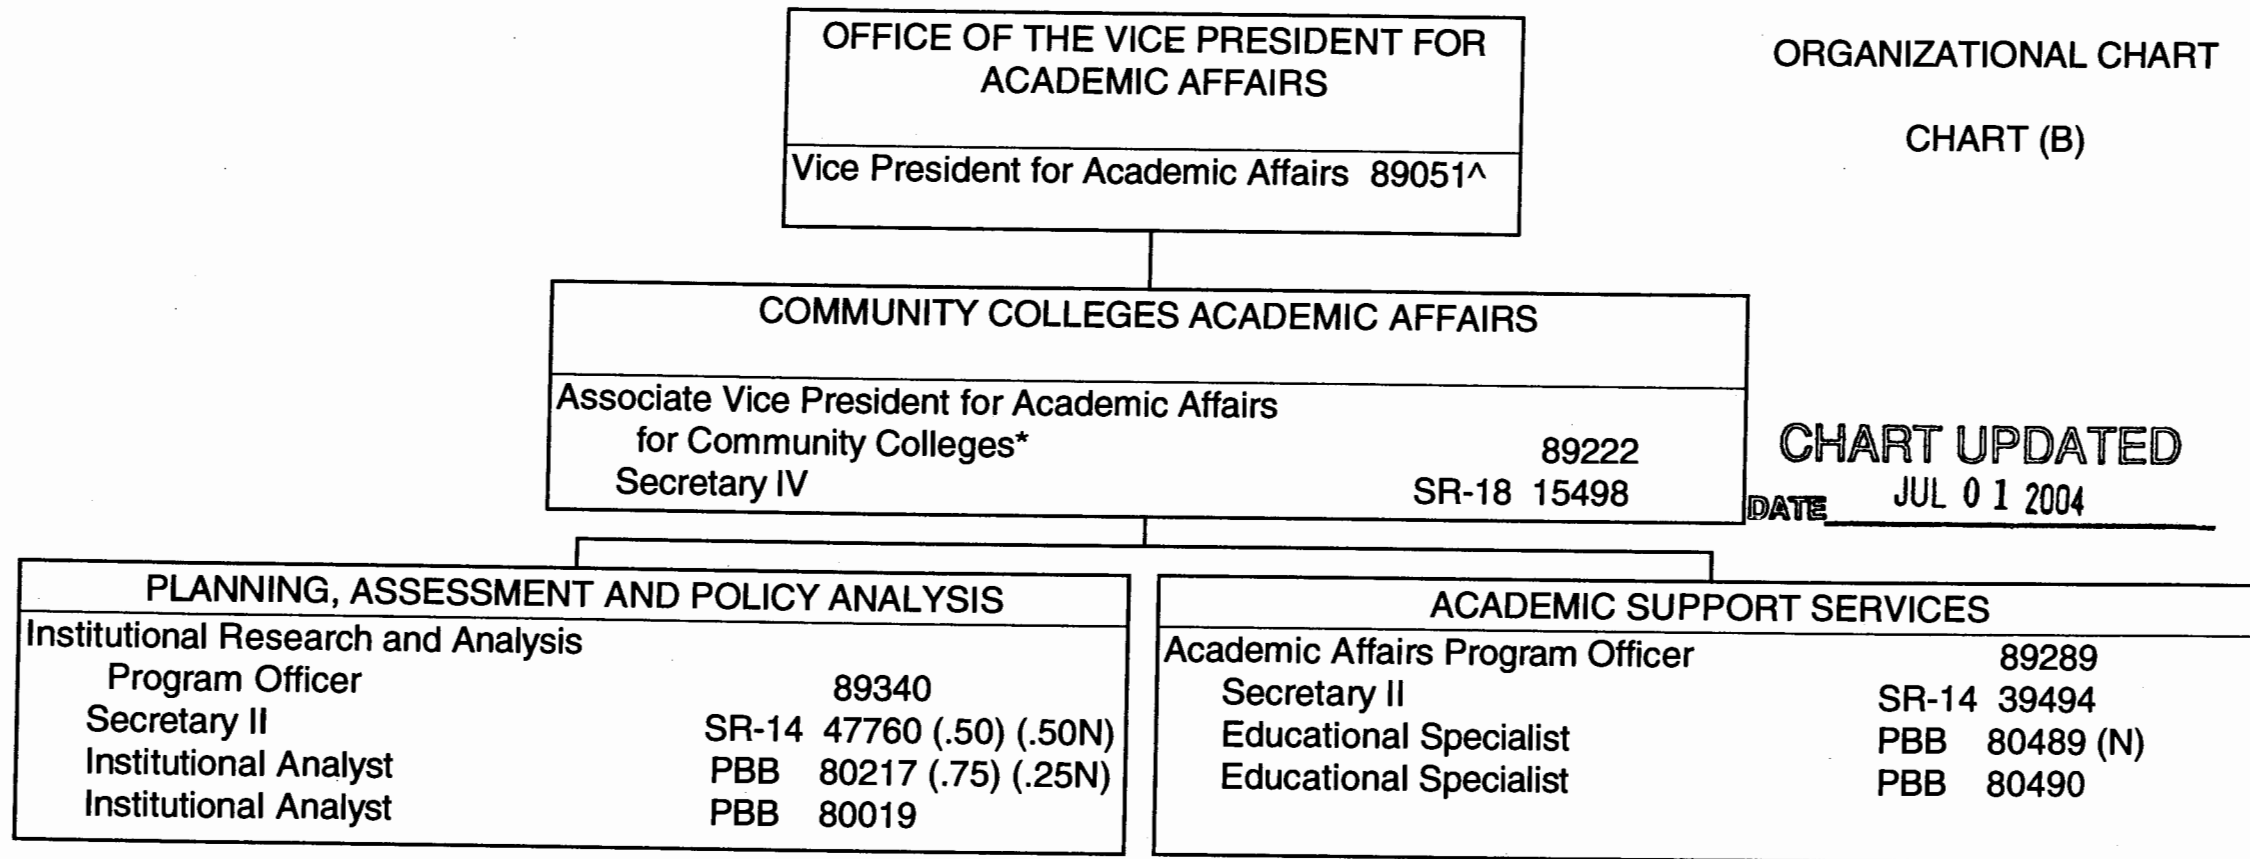 OFFICE OF THE VICE PRESIDENT FOR
ACADEMIC AFFAIRS
Vice President for Academic Affairs 89051^
ORGANIZATIONAL CHART
CHART (B)
COMMUNITY COLLEGES ACADEMIC AFFAIRS
Associate Vice President for Academic Affairs
for Community Colleges* 89222
Secretary IV SR-18 15498
CHART UPDATED
DATE JUL 01 2004
PLANNING, ASSESSMENT AND POLICY ANALYSIS
Institutional Research and Analysis
Program Officer 89340
Secretary II SR-14 47760 (.50) (.50N)
Institutional Analyst PBB 80217 (.75) (.25N)
Institutional Analyst PBB 80019
ACADEMIC SUPPORT SERVICES
Academic Affairs Program Officer 89289
Secretary II SR-14 39494
Educational Specialist PBB 80489 (N)
Educational Specialist PBB 80490